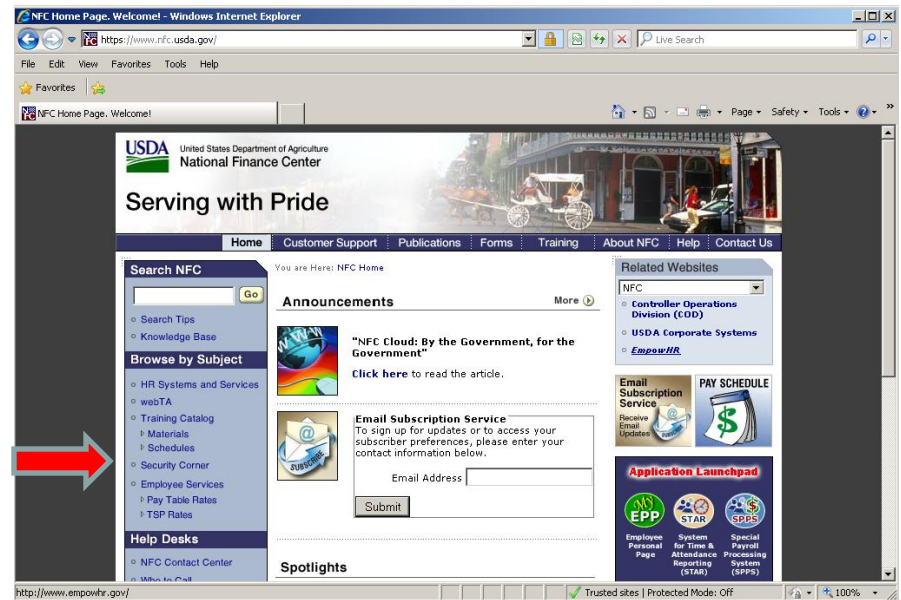 NFC Home Page. Welcome! - Windows Internet Explorer
https://www.nfc.usda.gov/
Live Search
File Edit View Favorites Tools Help
Favorites
NFC Home Page. Welcome!
Page Safety Tools
USDA
United States Department of Agriculture
National Finance Center
Serving with Pride
Home Customer Support Publications Forms Training About NFC Help Contact Us
Search NFC
Go
Search Tips
Knowledge Base
Browse by Subject
HR Systems and Services
webTA
Training Catalog
Materials
Schedules
Security Corner
Employee Services
Pay Table Rates
TSP Rates
Help Desks
NFC Contact Center
Who to Call
You are Here: NFC Home
Announcements More
WWW
"NFC Cloud: By the Government, for the
Government"
Click here to read the article.
SUBSCRIBE
Email Subscription Service
To sign up for updates or to access your
subscriber preferences, please enter your
contact information below.
Email Address
Submit
Spotlights
Related Websites
NFC
Controller Operations
Division (COD)
USDA Corporate Systems
EmpowHR
Email
Subscription
Service
Receive
Email
Updates
PAY SCHEDULE
$
Application Launchpad
MY
EPP
Employee
Personal
Page
STAR
System
for Time &
Attendance
Reporting
(STAR)
SPPS
Special
Payroll
Processing
System
(SPPS)
http://www.empowhr.gov/
Trusted sites | Protected Mode: Off
100%